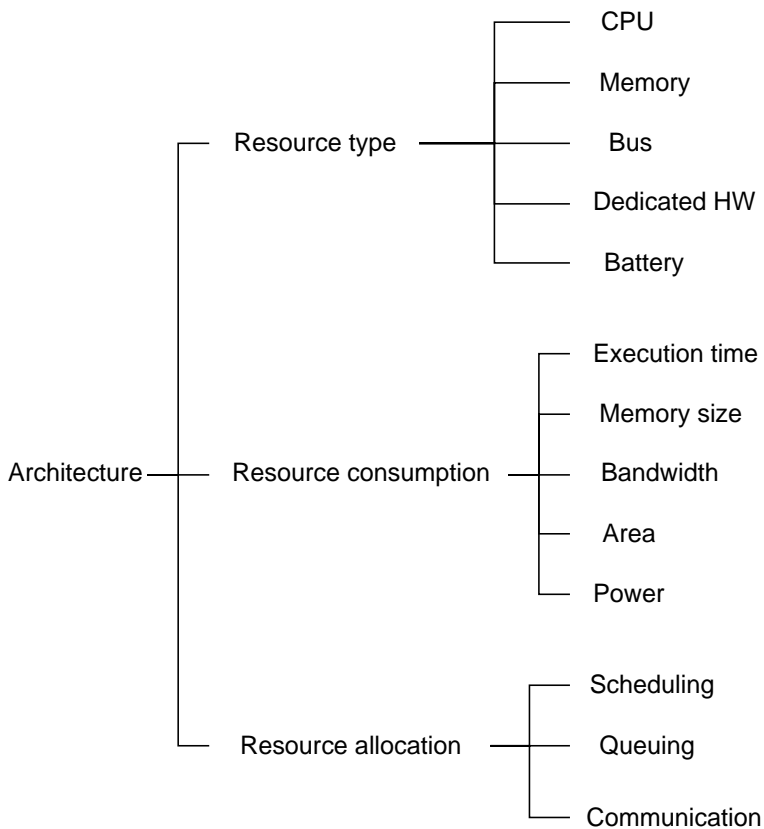 CPU
Memory
Resource type
Bus
Dedicated HW
Battery
Execution time
Memory size
Architecture
Resource consumption
Bandwidth
Area
Power
Scheduling
Resource allocation
Queuing
Communication